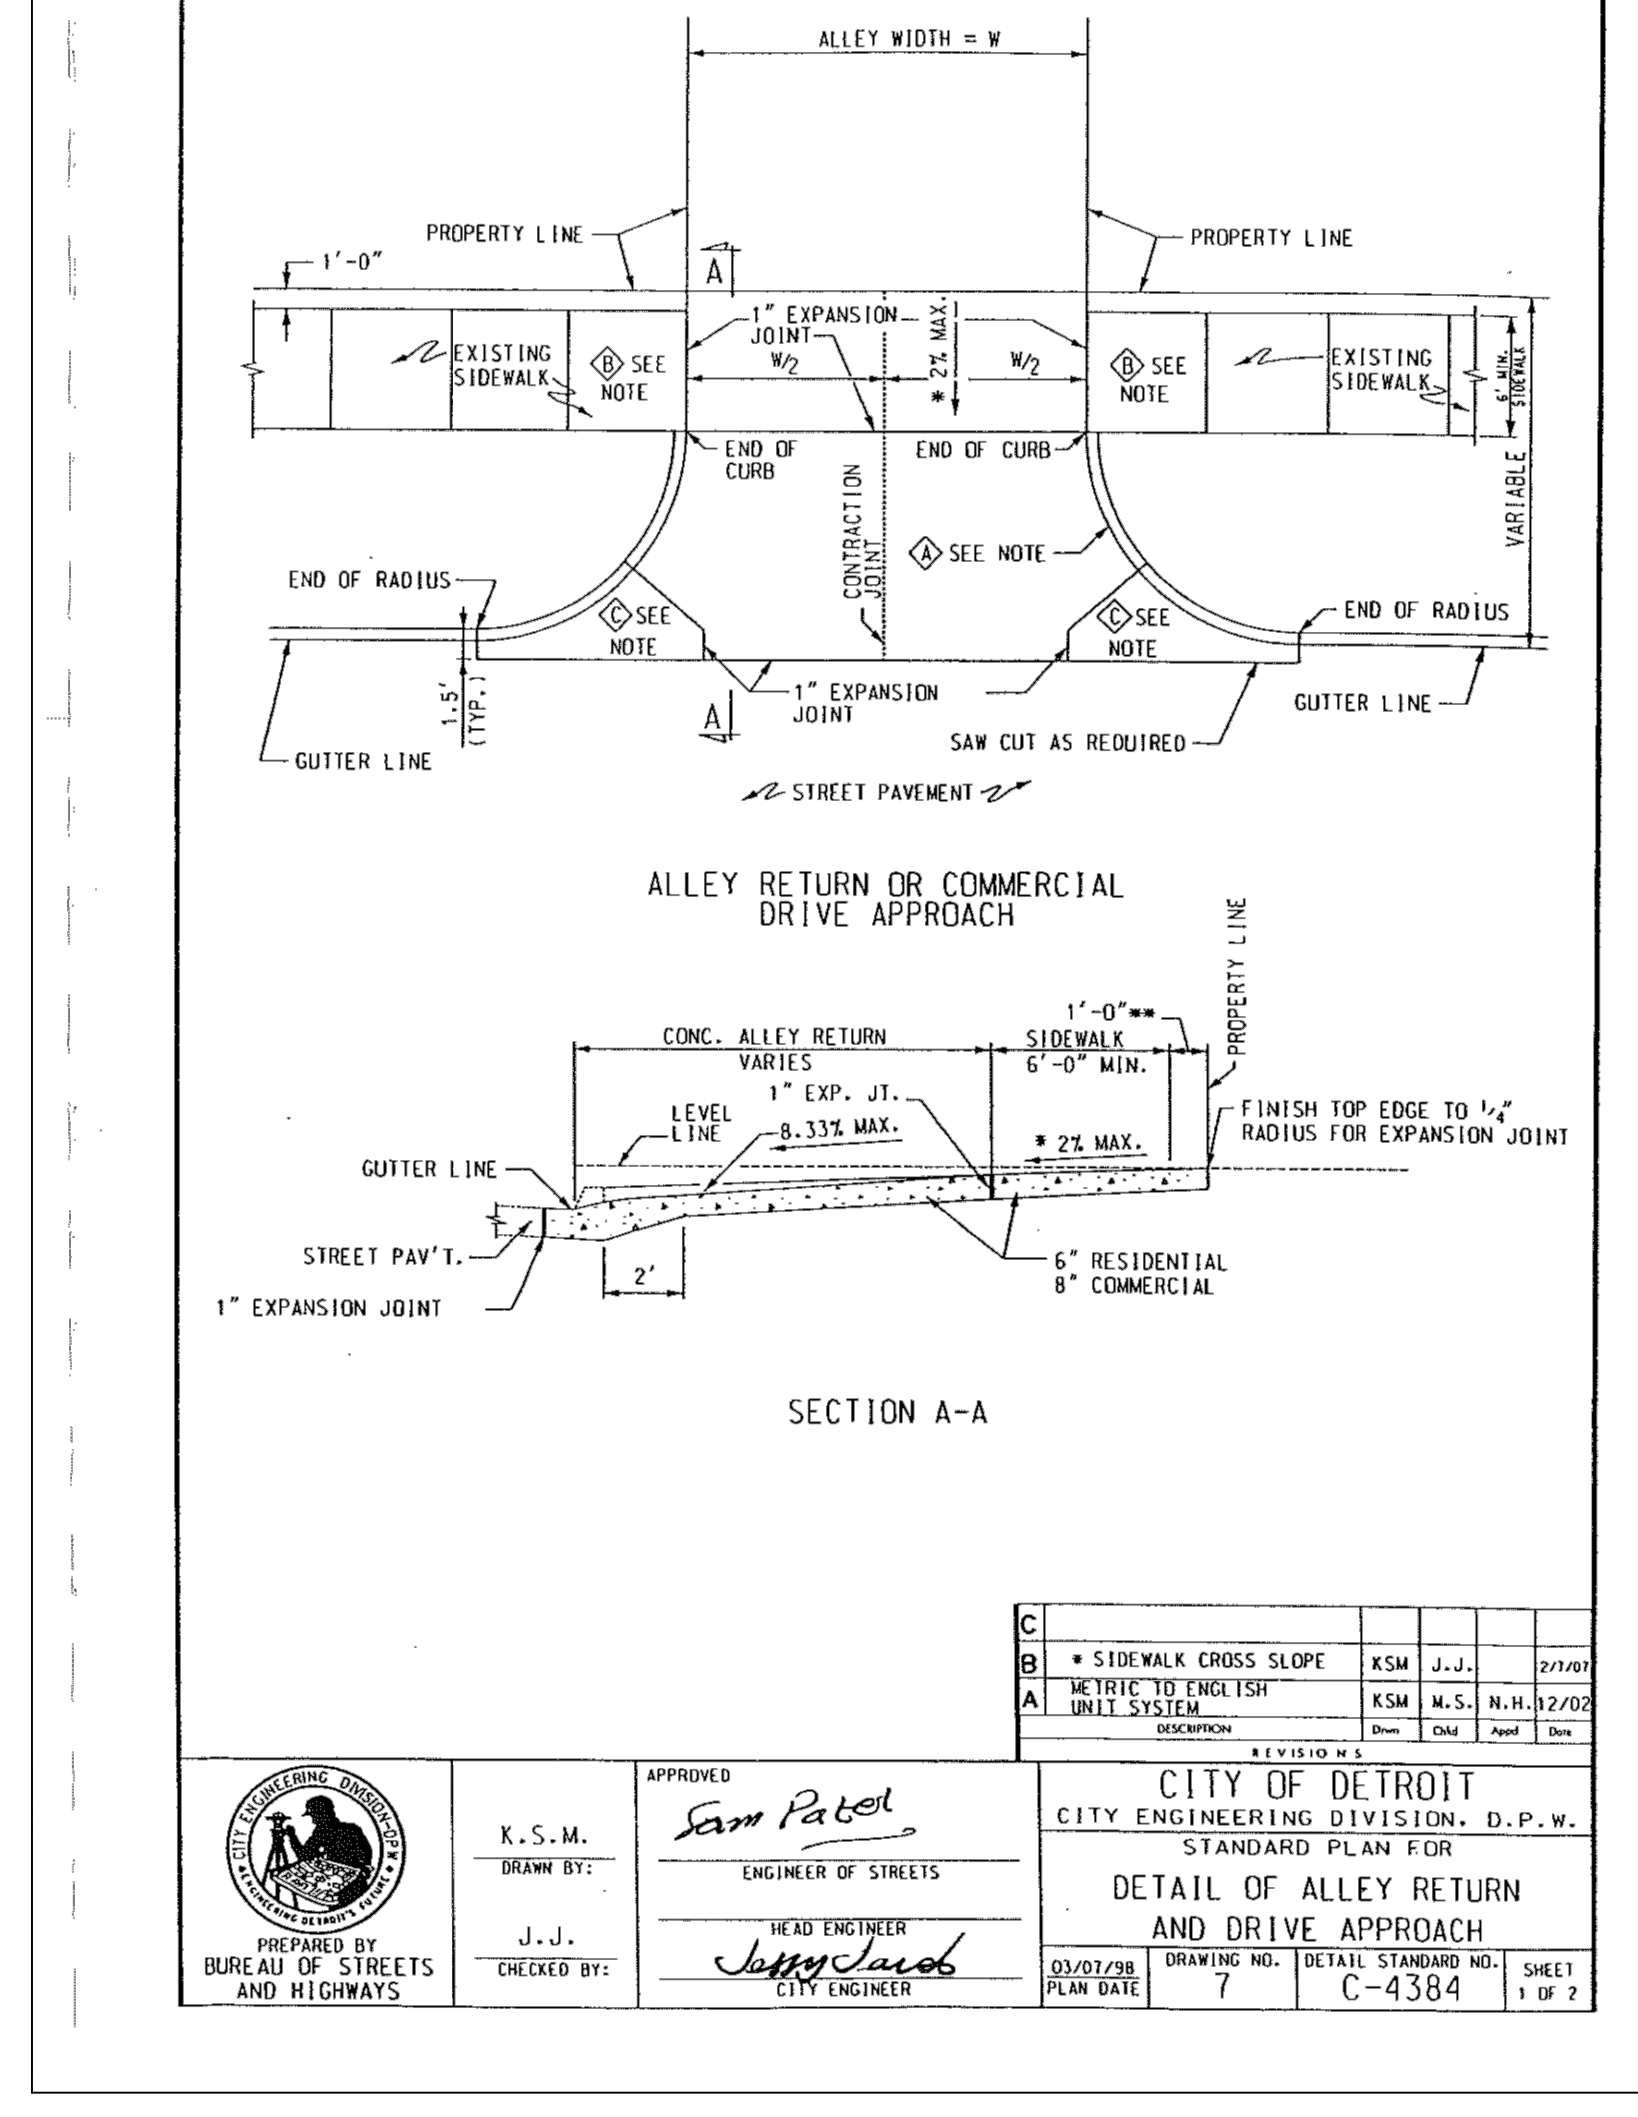 ALLEY WIDTH = W
PROPERTY LINE
PROPERTY LINE
1'-0"
A
1" EXPANSION
JOINT
W/2
* 2% MAX.
W/2
EXISTING
SIDEWALK
B SEE
NOTE
B SEE
NOTE
EXISTING
SIDEWALK
6' MIN.
SIDEWALK
END OF
CURB
END OF CURB
CONTRACTION
JOINT
VARIABLE
A SEE NOTE
END OF RADIUS
C SEE
NOTE
C SEE
NOTE
END OF RADIUS
1.5'
(TYP.)
A
1" EXPANSION
JOINT
GUTTER LINE
SAW CUT AS REQUIRED
GUTTER LINE
STREET PAVEMENT
ALLEY RETURN OR COMMERCIAL
DRIVE APPROACH
PROPERTY LINE
1'-0"**
CONC. ALLEY RETURN
VARIES
SIDEWALK
6'-0" MIN.
1" EXP. JT.
LEVEL
LINE
8.33% MAX.
* 2% MAX.
FINISH TOP EDGE TO 1/4"
RADIUS FOR EXPANSION JOINT
GUTTER LINE
STREET PAV'T.
2'
6" RESIDENTIAL
8" COMMERCIAL
1" EXPANSION JOINT
SECTION A-A
C
B * SIDEWALK CROSS SLOPE KSM J.J. 2/7/07
A METRIC TO ENGLISH
UNIT SYSTEM KSM M.S. N.H. 12/02
DESCRIPTION Drwn Chkd Appd Date
REVISIONS
CITY ENGINEERING DIVISION-DPW
ENGINEERING DETROIT'S FUTURE
PREPARED BY
BUREAU OF STREETS
AND HIGHWAYS
K.S.M.
DRAWN BY:
J.J.
CHECKED BY:
APPROVED
Sam Patel
ENGINEER OF STREETS
HEAD ENGINEER
CITY ENGINEER
CITY OF DETROIT
CITY ENGINEERING DIVISION. D.P.W.
STANDARD PLAN FOR
DETAIL OF ALLEY RETURN
AND DRIVE APPROACH
03/07/98
PLAN DATE
DRAWING NO.
7
DETAIL STANDARD NO.
C-4384
SHEET
1 OF 2